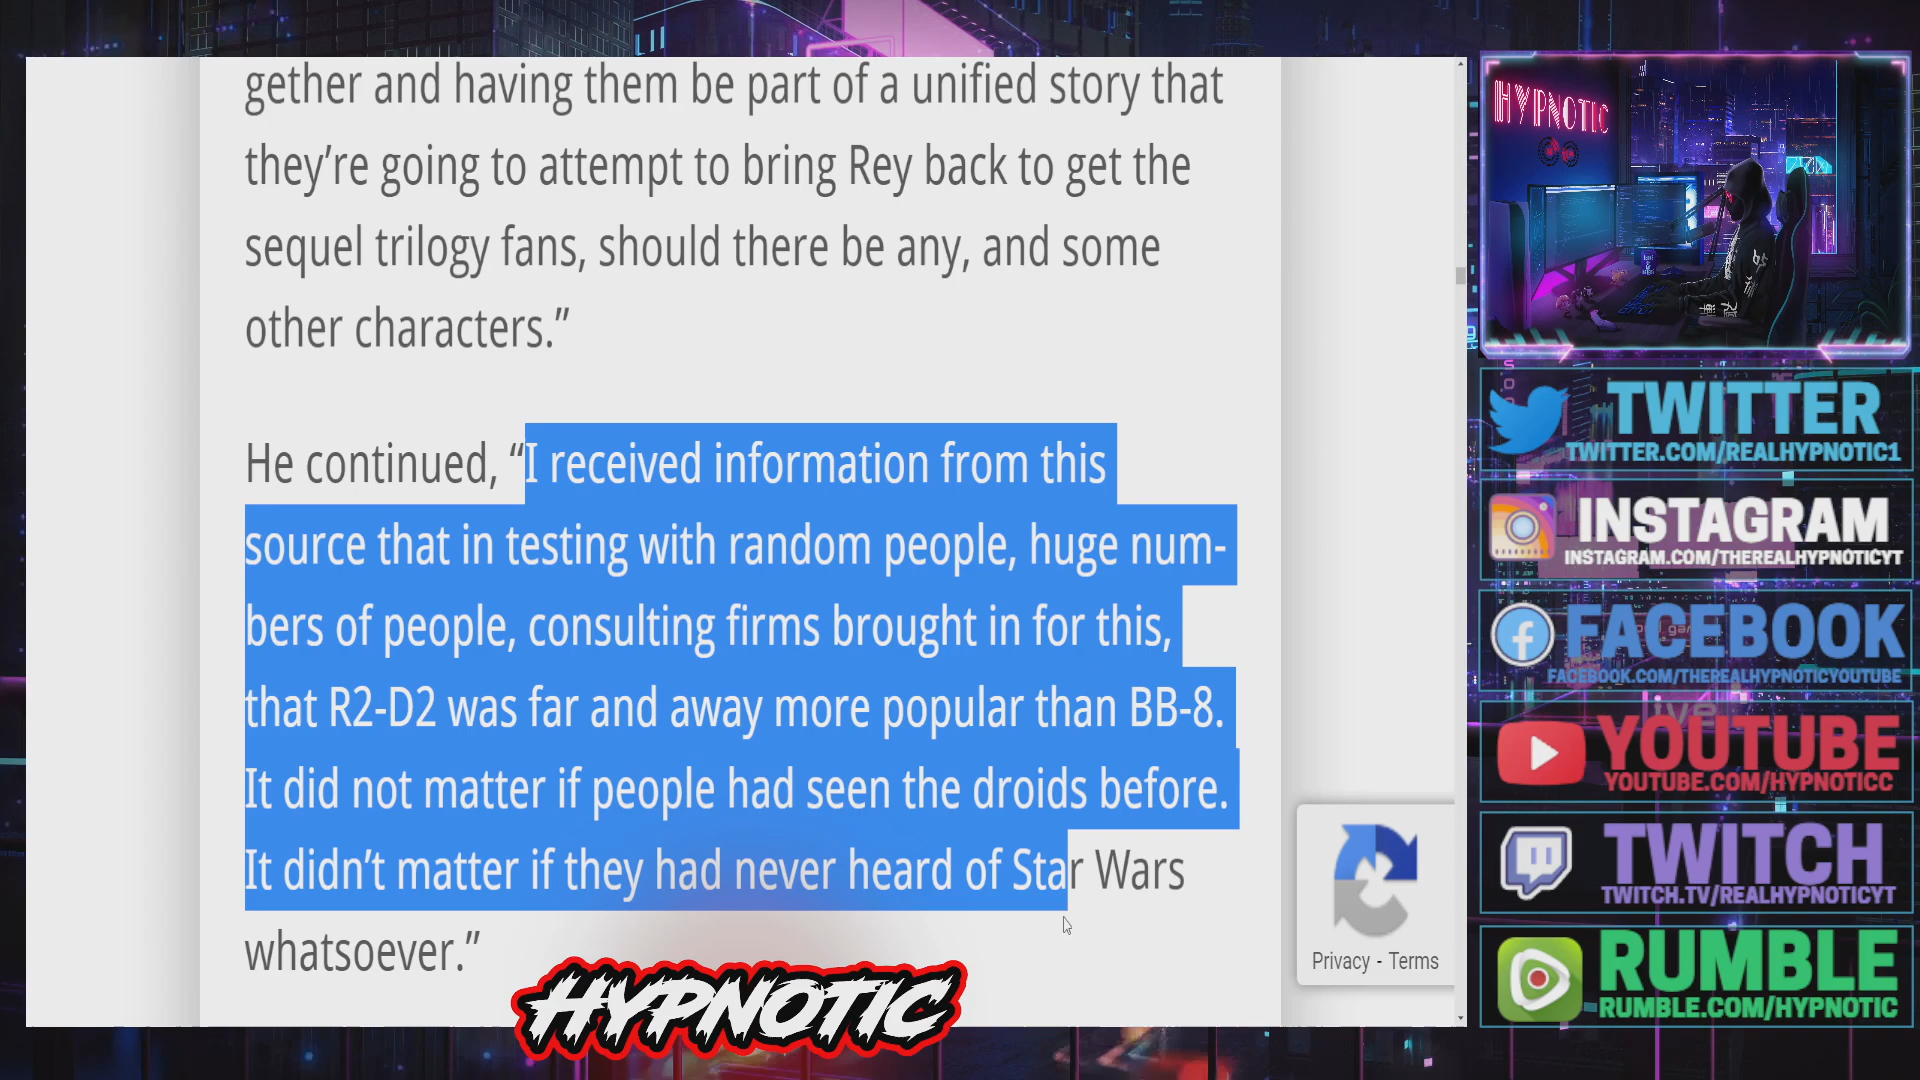 gether and having them be part of a unified story that
they’re going to attempt to bring Rey back to get the
sequel trilogy fans, should there be any, and some
other characters.”
He continued, “I received information from this
source that in testing with random people, huge num-
bers of people, consulting firms brought in for this,
that R2-D2 was far and away more popular than BB-8.
It did not matter if people had seen the droids before.
It didn’t matter if they had never heard of Star Wars
whatsoever.”
Privacy - Terms
HYPNOTIC
HYPNOTIC
TWITTER
TWITTER.COM/REALHYPNOTIC1
INSTAGRAM
INSTAGRAM.COM/THEREALHYPNOTICYT
FACEBOOK
FACEBOOK.COM/THEREALHYPNOTICYOUTUBE
live
YOUTUBE
YOUTUBE.COM/HYPNOTICC
TWITCH
TWITCH.TV/REALHYPNOTICYT
RUMBLE
RUMBLE.COM/HYPNOTIC